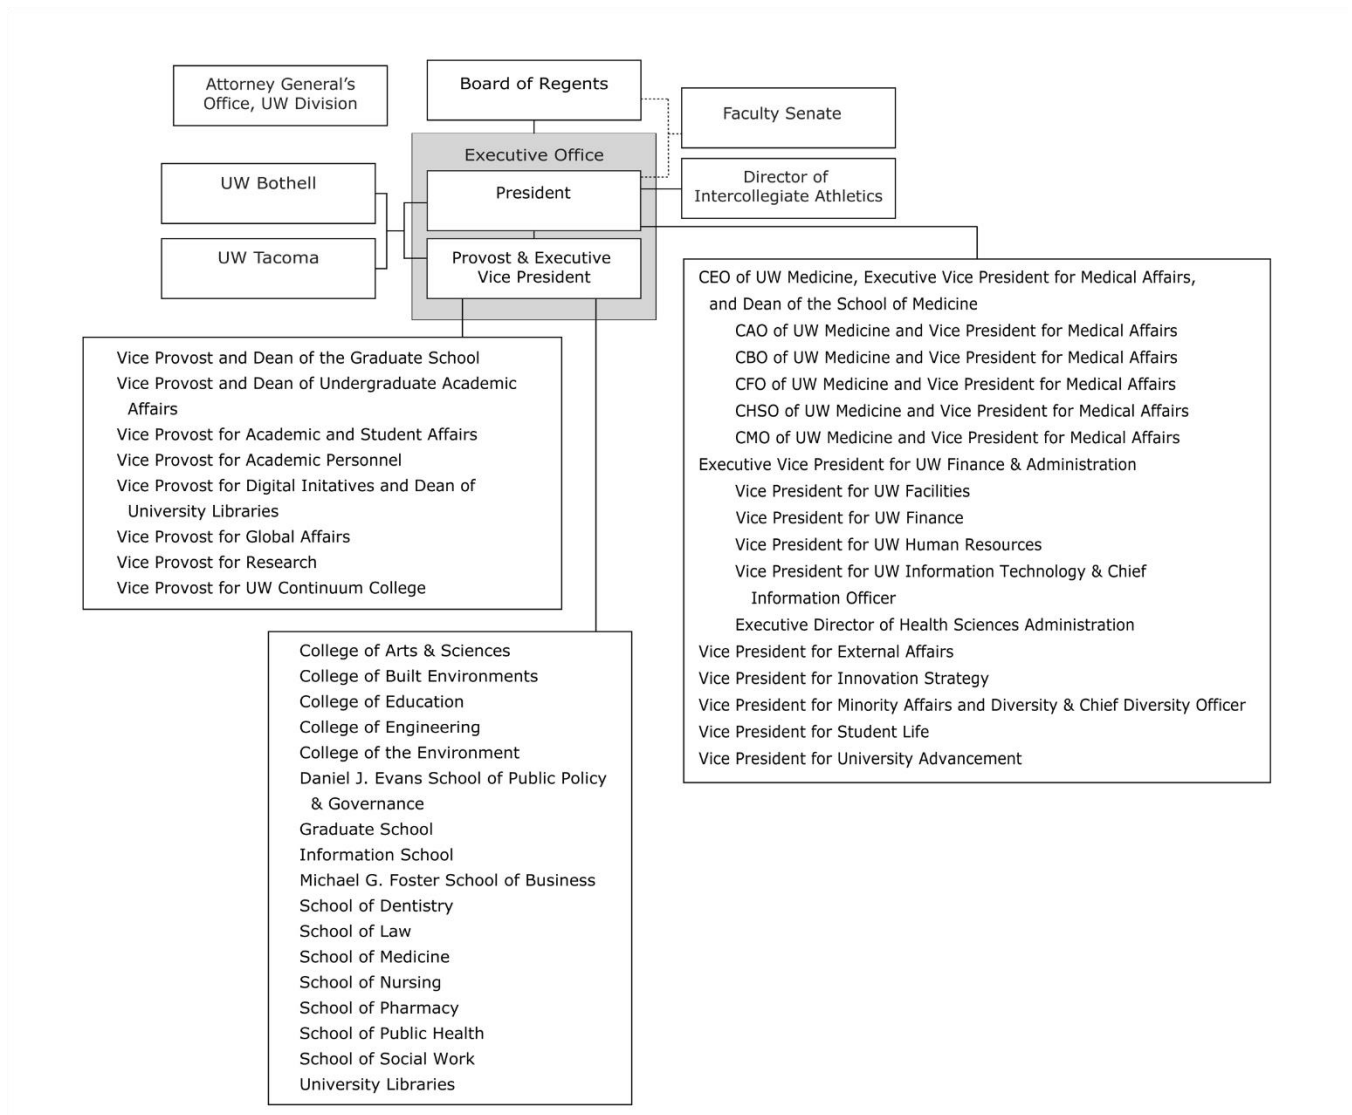 Attorney General's
Office, UW Division
Board of Regents
Faculty Senate
Executive Office
UW Bothell
President
Director of
Intercollegiate Athletics
UW Tacoma
Provost & Executive
Vice President
CEO of UW Medicine, Executive Vice President for Medical Affairs,
and Dean of the School of Medicine
CAO of UW Medicine and Vice President for Medical Affairs
CBO of UW Medicine and Vice President for Medical Affairs
CFO of UW Medicine and Vice President for Medical Affairs
CHSO of UW Medicine and Vice President for Medical Affairs
CMO of UW Medicine and Vice President for Medical Affairs
Executive Vice President for UW Finance & Administration
Vice President for UW Facilities
Vice President for UW Finance
Vice President for UW Human Resources
Vice President for UW Information Technology & Chief
Information Officer
Executive Director of Health Sciences Administration
Vice President for External Affairs
Vice President for Innovation Strategy
Vice President for Minority Affairs and Diversity & Chief Diversity Officer
Vice President for Student Life
Vice President for University Advancement
Vice Provost and Dean of the Graduate School
Vice Provost and Dean of Undergraduate Academic
Affairs
Vice Provost for Academic and Student Affairs
Vice Provost for Academic Personnel
Vice Provost for Digital Initatives and Dean of
University Libraries
Vice Provost for Global Affairs
Vice Provost for Research
Vice Provost for UW Continuum College
College of Arts & Sciences
College of Built Environments
College of Education
College of Engineering
College of the Environment
Daniel J. Evans School of Public Policy
& Governance
Graduate School
Information School
Michael G. Foster School of Business
School of Dentistry
School of Law
School of Medicine
School of Nursing
School of Pharmacy
School of Public Health
School of Social Work
University Libraries